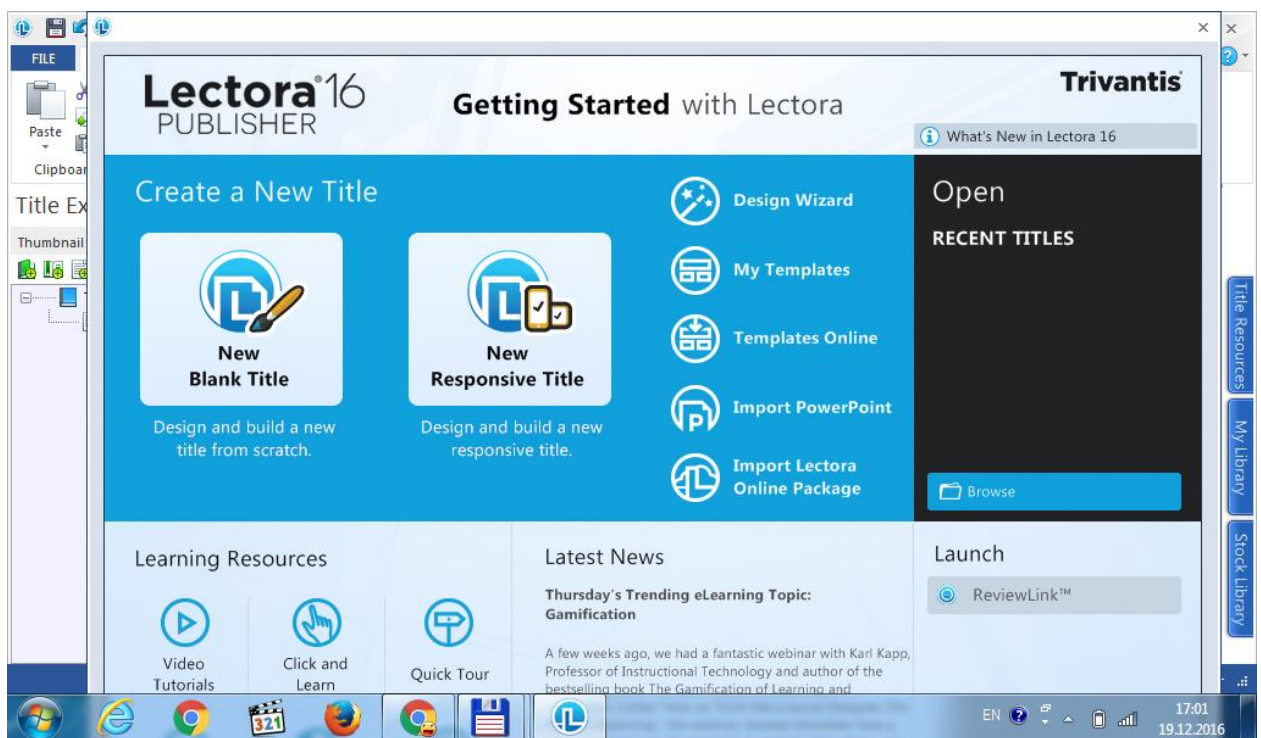 FILE
Paste
Clipboar
Title Ex
Thumbnail
Lectora®16
PUBLISHER
Getting Started with Lectora
Trivantis
What's New in Lectora 16
Create a New Title
New
Blank Title
Design and build a new
title from scratch.
New
Responsive Title
Design and build a new
responsive title.
Design Wizard
My Templates
Templates Online
Import PowerPoint
Import Lectora
Online Package
Open
RECENT TITLES
Browse
Learning Resources
Video
Tutorials
Click and
Learn
Quick Tour
Latest News
Thursday's Trending eLearning Topic:
Gamification
A few weeks ago, we had a fantastic webinar with Karl Kapp,
Professor of Instructional Technology and author of the
bestselling book The Gamification of Learning and
Launch
ReviewLink™
Title Resources
My Library
Stock Library
321
EN
17:01
19.12.2016